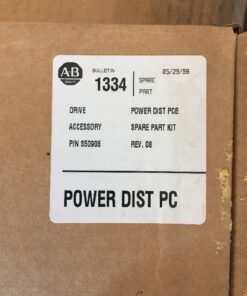 AB
BULLETIN
1334
SPARE
PART
05/29/98
DRIVE POWER DIST PCB
ACCESSORY SPARE PART KIT
P/N S50906 REV. 08
POWER DIST PC